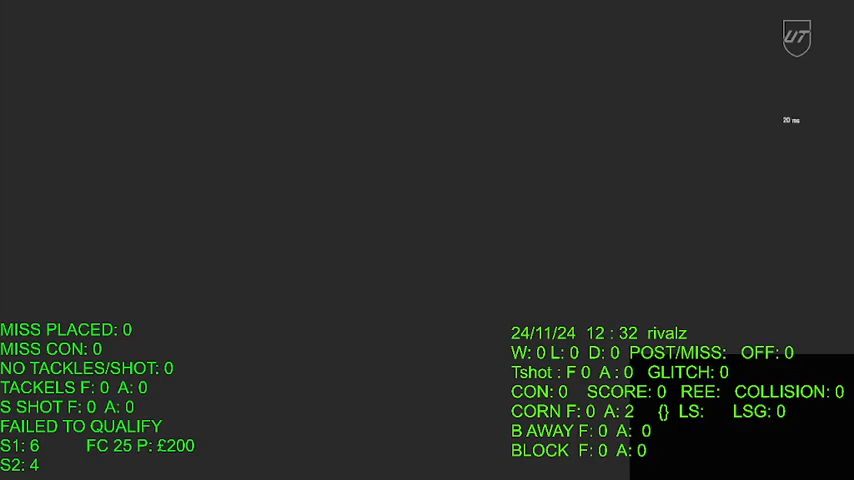 UT
20 ms
MISS PLACED: 0
MISS CON: 0
NO TACKLES/SHOT: 0
TACKELS F: 0 A: 0
S SHOT F: 0 A: 0
FAILED TO QUALIFY
S1: 6 FC 25 P: £200
S2: 4
24/11/24 12 : 32 rivalz
W: 0 L: 0 D: 0 POST/MISS: OFF: 0
Tshot : F 0 A : 0 GLITCH: 0
CON: 0 SCORE: 0 REE: COLLISION: 0
CORN F: 0 A: 2 {} LS: LSG: 0
B AWAY F: 0 A: 0
BLOCK F: 0 A: 0